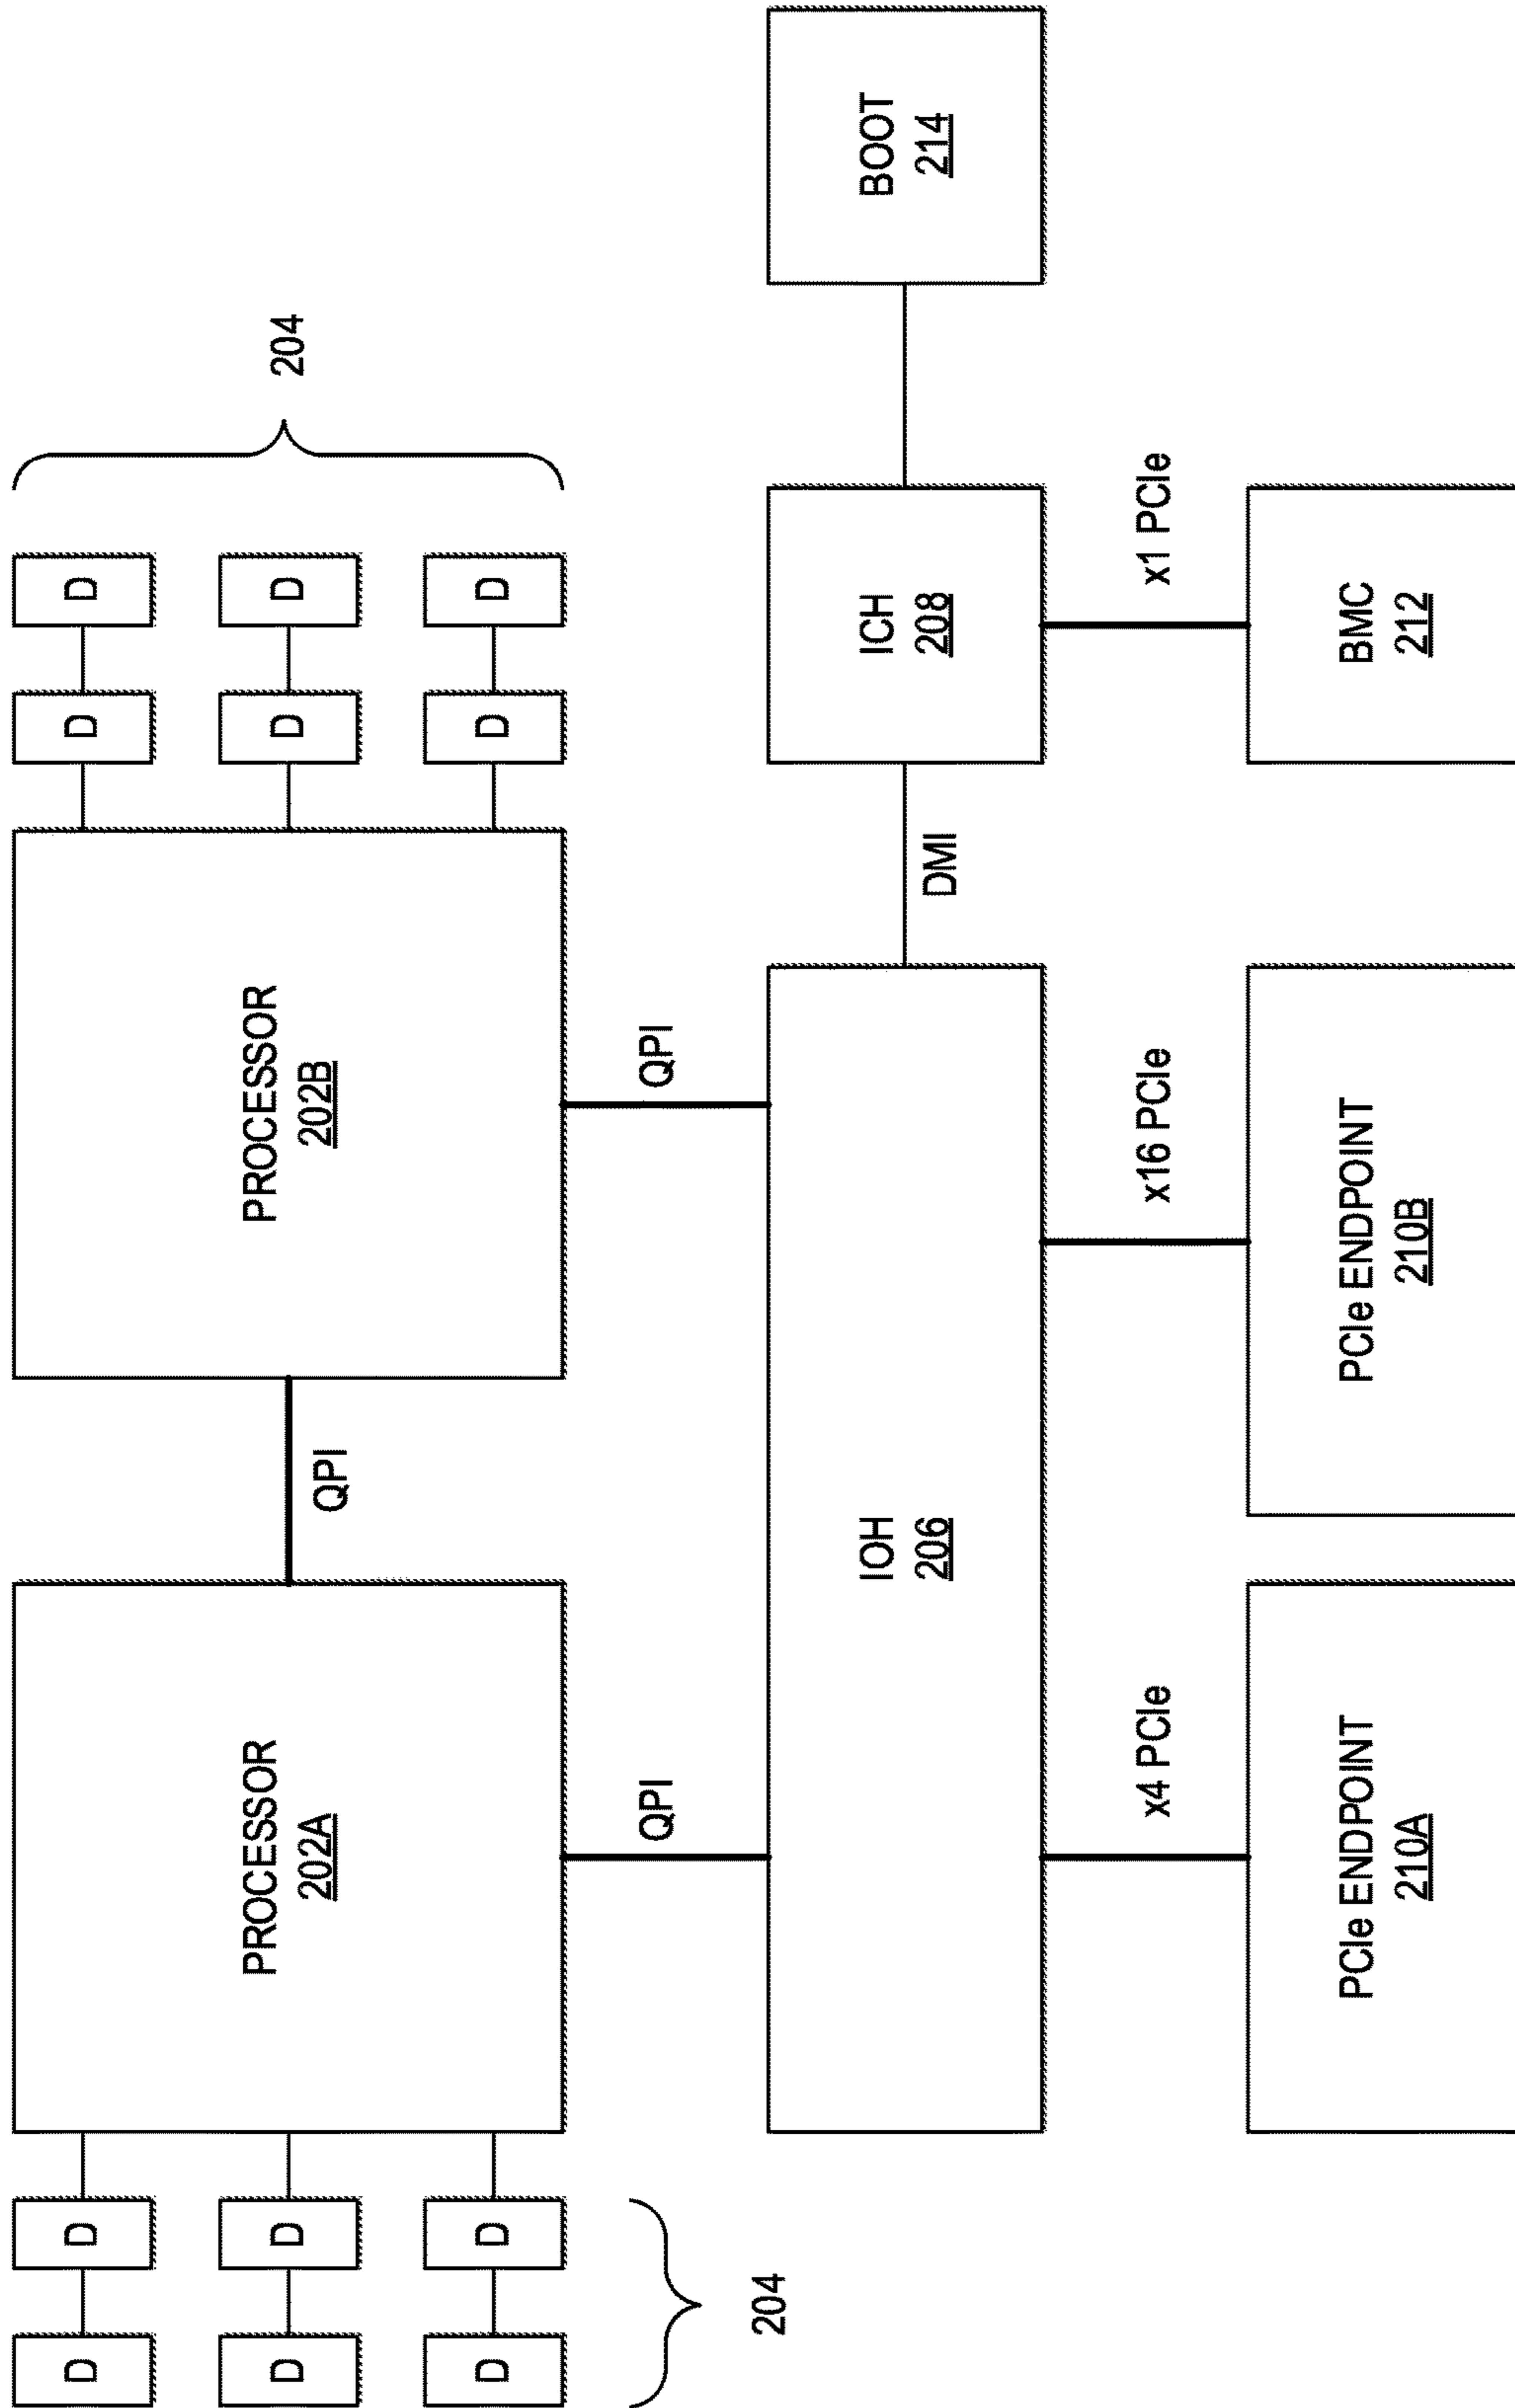 D
D
D
D
D
D
D
D
D
D
D
D
204
204
PROCESSOR
202A
QPI
PROCESSOR
202B
QPI
QPI
IOH
206
DMI
ICH
208
BOOT
214
x4 PCIe
x16 PCIe
x1 PCIe
PCIe ENDPOINT
210A
PCIe ENDPOINT
210B
BMC
212